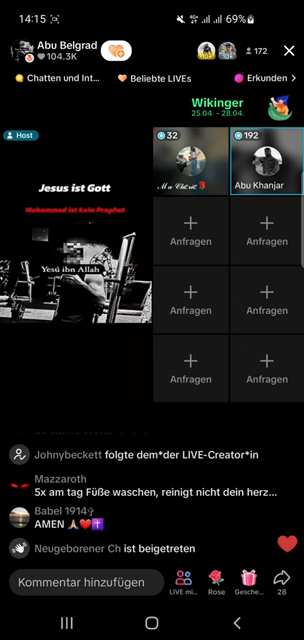 14:15
69%
Abu Belgrad
104.3K
172
Chatten und Int...
Beliebte LIVEs
Erkunden >
Wikinger
25.04. - 28.04.
Host
32
192
Jesus ist Gott
Mohammed ist kein Prophet
Yesú ibn Allah
Abu Khanjar
Anfragen
Anfragen
Anfragen
Anfragen
Anfragen
Anfragen
Johnybeckett folgte dem*der LIVE-Creator*in
Mazzaroth
5x am tag Füße waschen, reinigt nicht dein herz...
Babel 1914✞
AMEN 🙏🏼❤️✝️
Neugeborener Ch ist beigetreten
Kommentar hinzufügen
LIVE mi...
Rose
Gesche...
28